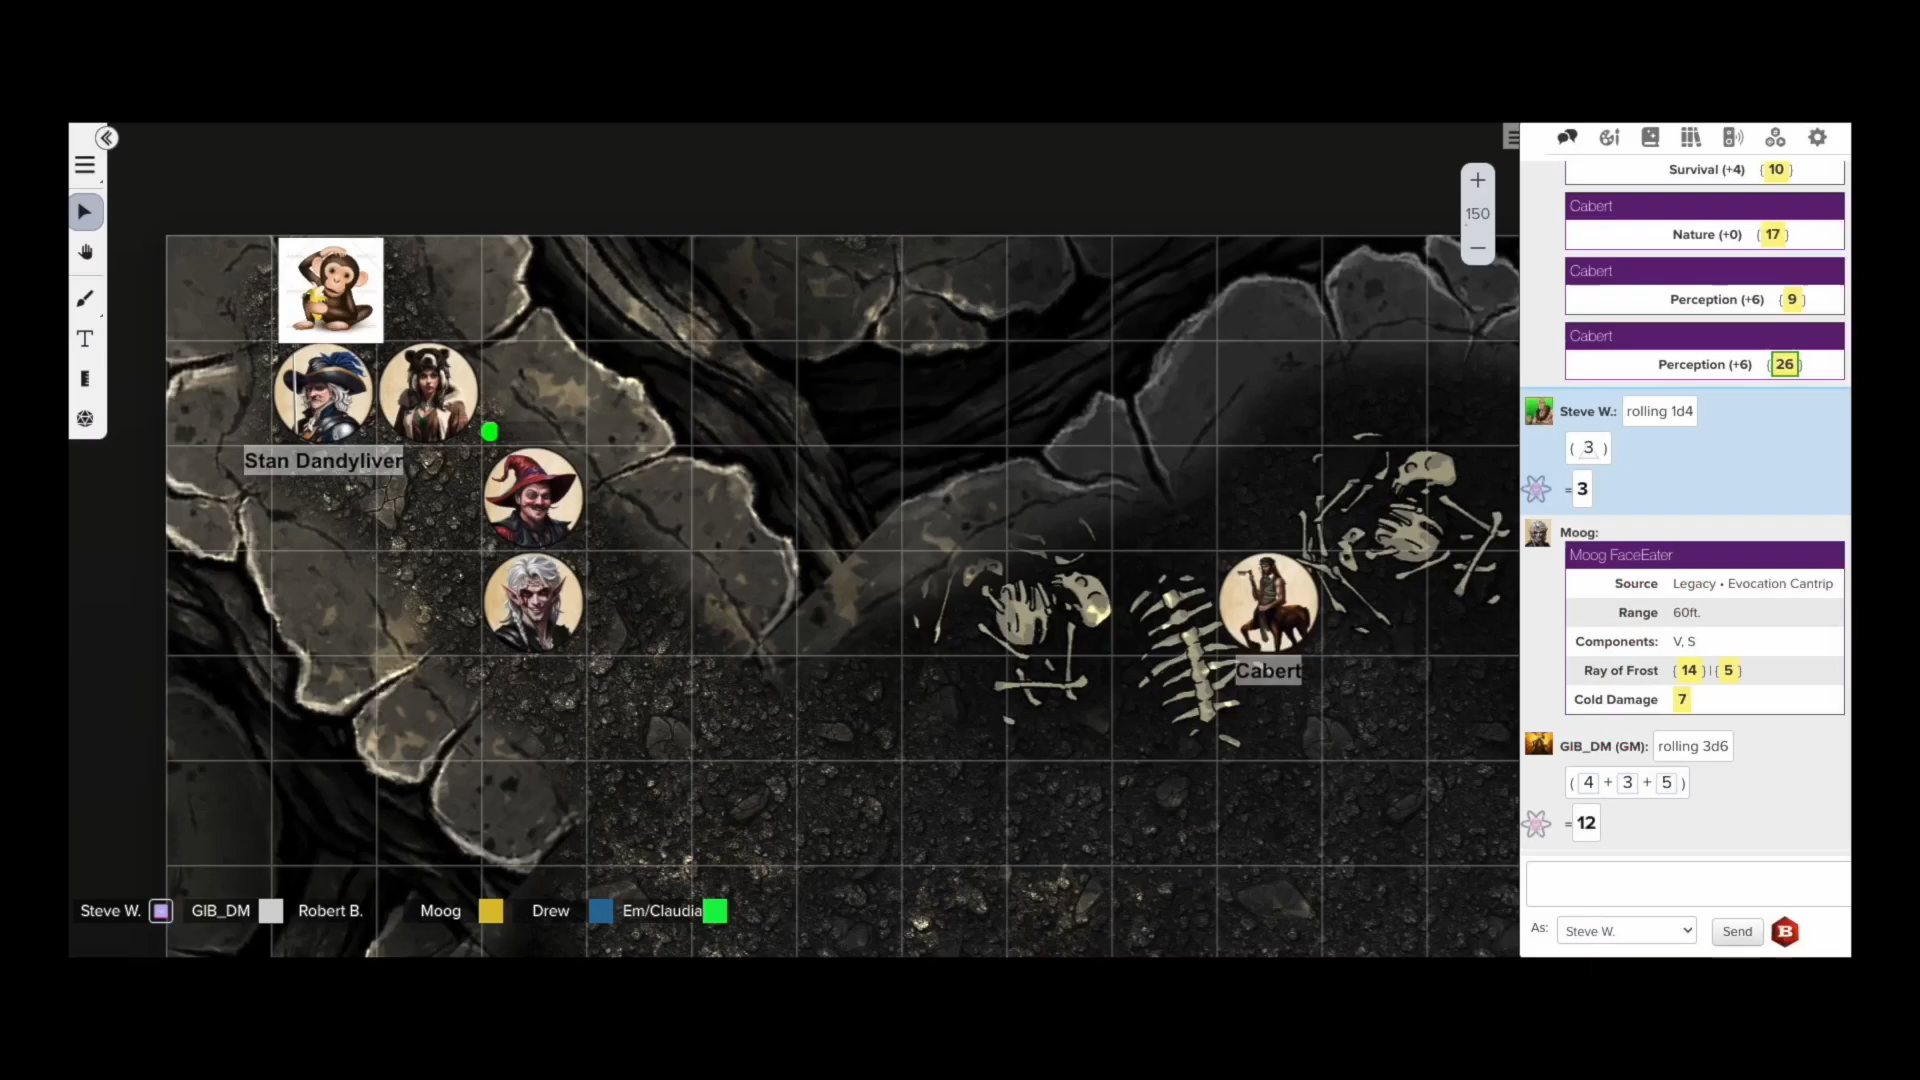 Survival (+4) 10
Cabert
Nature (+0) 17
Cabert
Perception (+6) 9
Cabert
Perception (+6) 26
Steve W.: rolling 1d4
( 3 )
= 3
Moog:
Moog FaceEater
Source Legacy • Evocation Cantrip
Range 60ft.
Components: V, S
Ray of Frost 14 | 5
Cold Damage 7
GIB_DM (GM): rolling 3d6
( 4 + 3 + 5 )
= 12
As: Steve W. Send B
+
150
−
T
Stan Dandyliver
Cabert
Steve W. GIB_DM Robert B. Moog Drew Em/Claudia